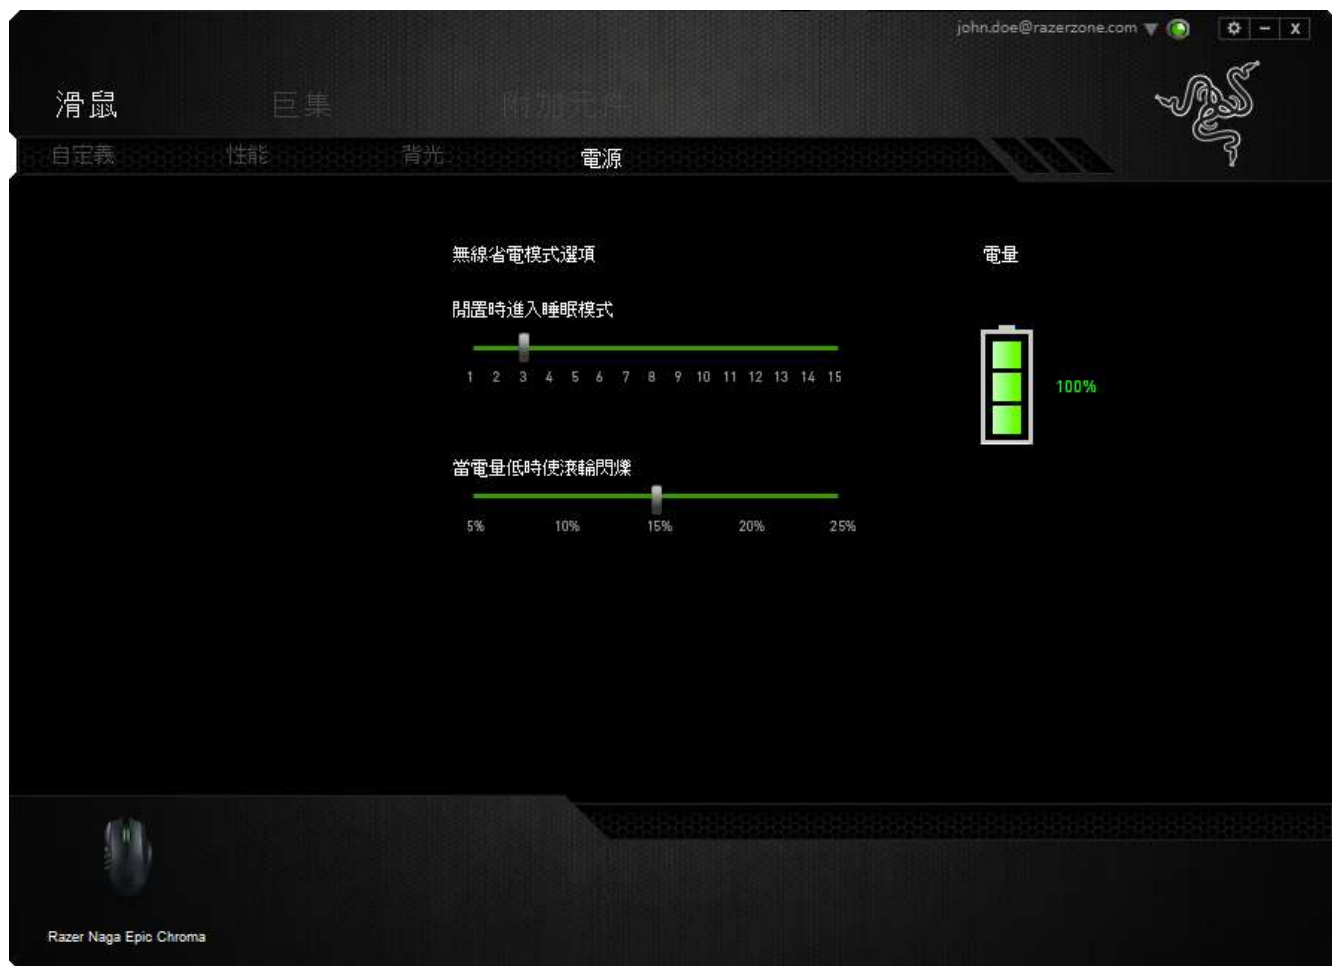 john.doe@razerzone.com
滑鼠 巨集 附加元件
自定義 性能 背光 電源
無線省電模式選項 電量
閒置時進入睡眠模式
1 2 3 4 5 6 7 8 9 10 11 12 13 14 15
100%
當電量低時使滾輪閃爍
5% 10% 15% 20% 25%
Razer Naga Epic Chroma